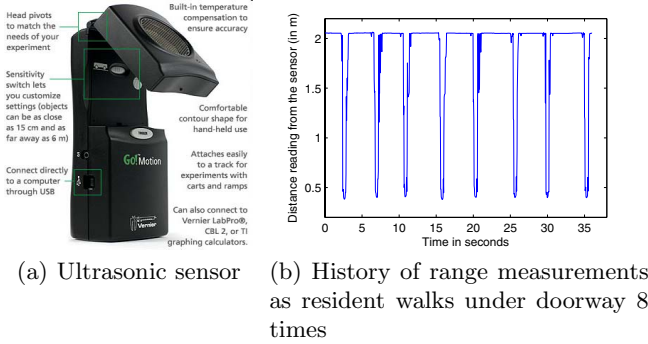 Head pivots
to match the
needs of your
experiment
Sensitivity
switch lets
you customize
settings (objects
can be as close
as 15 cm and as
far away as 6 m)
Connect directly
to a computer
through USB
Built-in temperature
compensation to
ensure accuracy
Comfortable
contour shape for
hand-held use
Attaches easily
to a track for
experiments with
carts and ramps
Can also connect to
Vernier LabPro®,
CBL 2, or TI
graphing calculators.
Go!Motion
Vernier
(a) Ultrasonic sensor
Distance reading from the sensor (in m)
2
1.5
1
0.5
0 5 10 15 20 25 30 35
Time in seconds
(b) History of range measurements
as resident walks under doorway 8
times